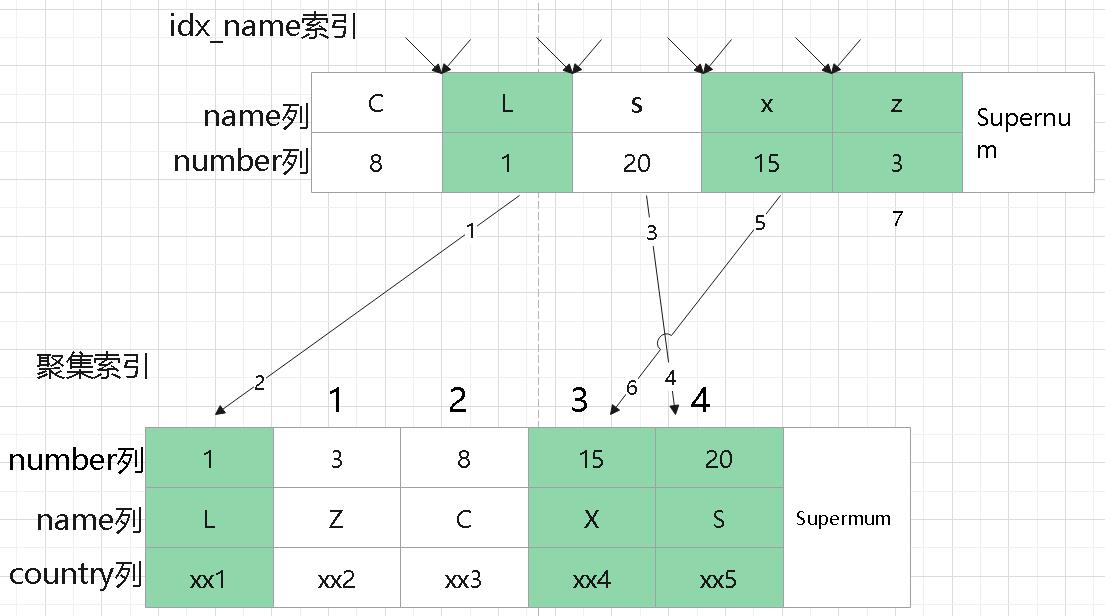 idx_name索引
name列 C L s x z Supernu
m
number列 8 1 20 15 3
1 3 5 7
聚集索引
2 6 4
1 2 3 4
number列 1 3 8 15 20
name列 L Z C X S Supermum
country列 xx1 xx2 xx3 xx4 xx5